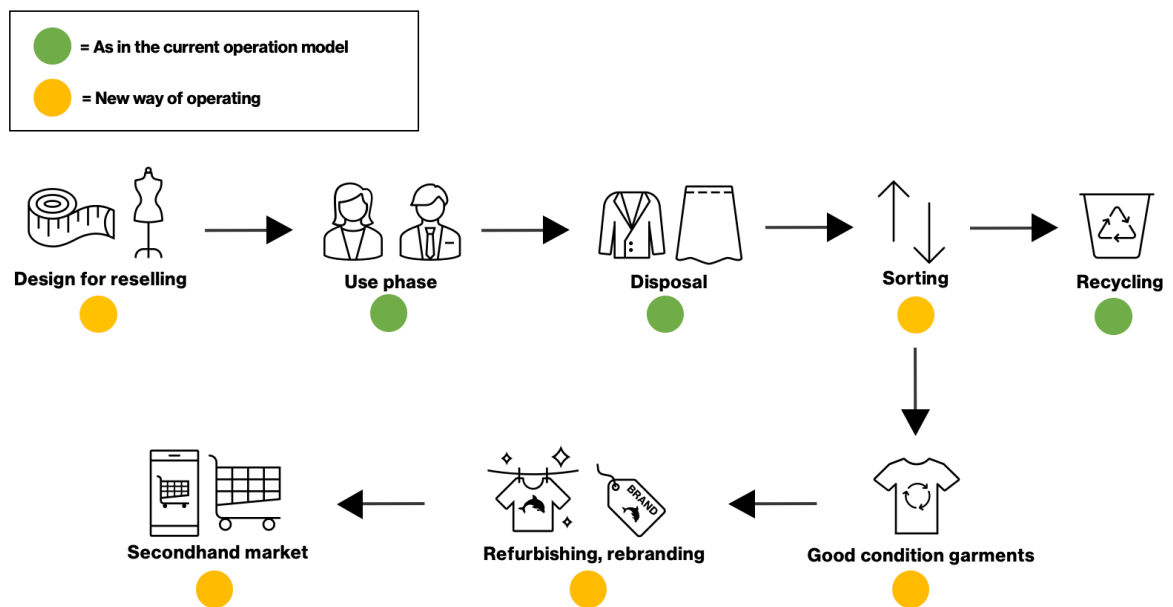 = As in the current operation model
= New way of operating
Design for reselling
Use phase
Disposal
Sorting
Recycling
BRAND
Secondhand market
Refurbishing, rebranding
Good condition garments